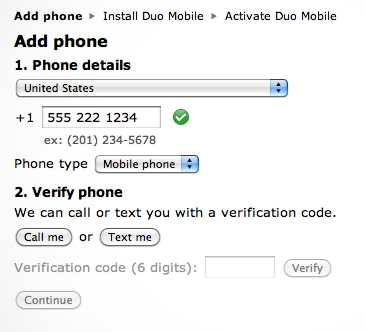 Add phone ▶ Install Duo Mobile ▶ Activate Duo Mobile
Add phone
1. Phone details
United States
+1 555 222 1234
ex: (201) 234-5678
Phone type Mobile phone
2. Verify phone
We can call or text you with a verification code.
Call me or Text me
Verification code (6 digits): Verify
Continue